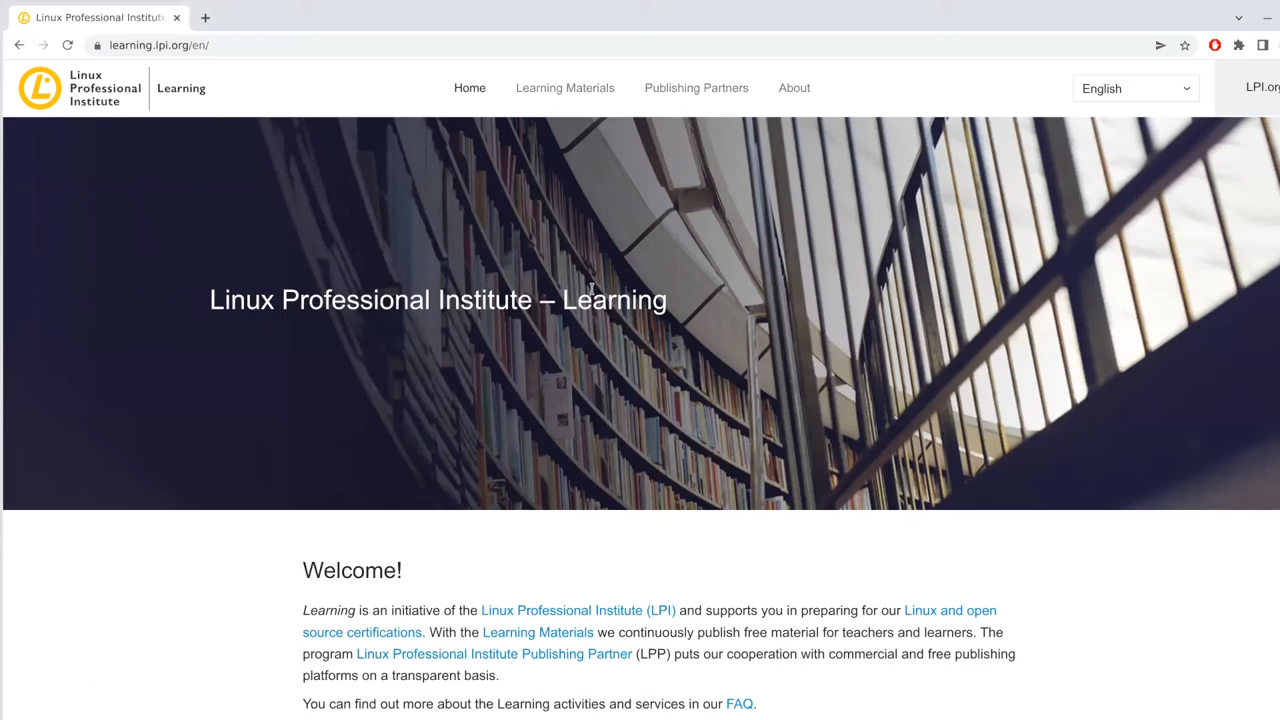 Linux Professional Institute
learning.lpi.org/en/
Linux
Professional
Institute
Learning
Home Learning Materials Publishing Partners About
English
LPI.or
Linux Professional Institute – Learning
Welcome!
Learning is an initiative of the Linux Professional Institute (LPI) and supports you in preparing for our Linux and open
source certifications. With the Learning Materials we continuously publish free material for teachers and learners. The
program Linux Professional Institute Publishing Partner (LPP) puts our cooperation with commercial and free publishing
platforms on a transparent basis.
You can find out more about the Learning activities and services in our FAQ.